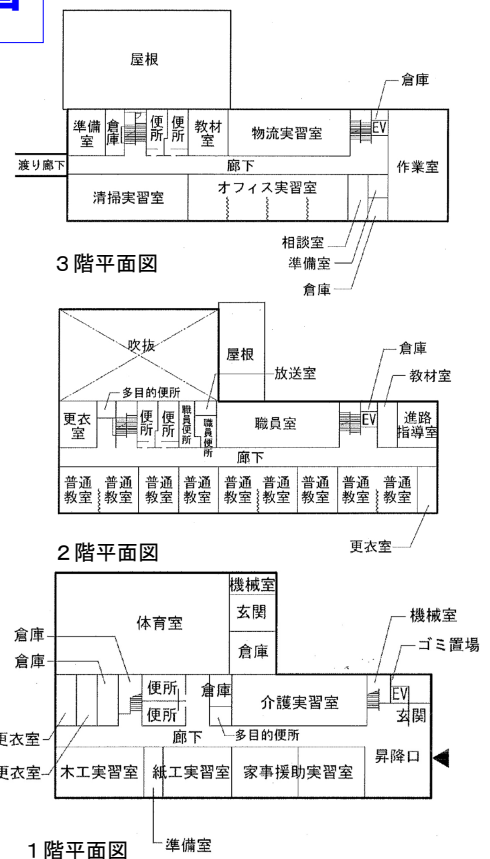 屋根
倉庫
準備室
倉庫
便所
便所
教材室
物流実習室
EV
渡り廊下
廊下
作業室
清掃実習室
オフィス実習室
相談室
準備室
倉庫
3階平面図
吹抜
屋根
放送室
倉庫
教材室
多目的便所
更衣室
便所
便所
職員便所
職員便所
職員室
EV
進路指導室
廊下
普通教室
普通教室
普通教室
普通教室
普通教室
普通教室
普通教室
普通教室
普通教室
更衣室
2階平面図
機械室
玄関
体育室
倉庫
機械室
ゴミ置場
倉庫
倉庫
便所
便所
倉庫
介護実習室
EV
玄関
更衣室
廊下
多目的便所
昇降口
更衣室
木工実習室
紙工実習室
家事援助実習室
準備室
1階平面図